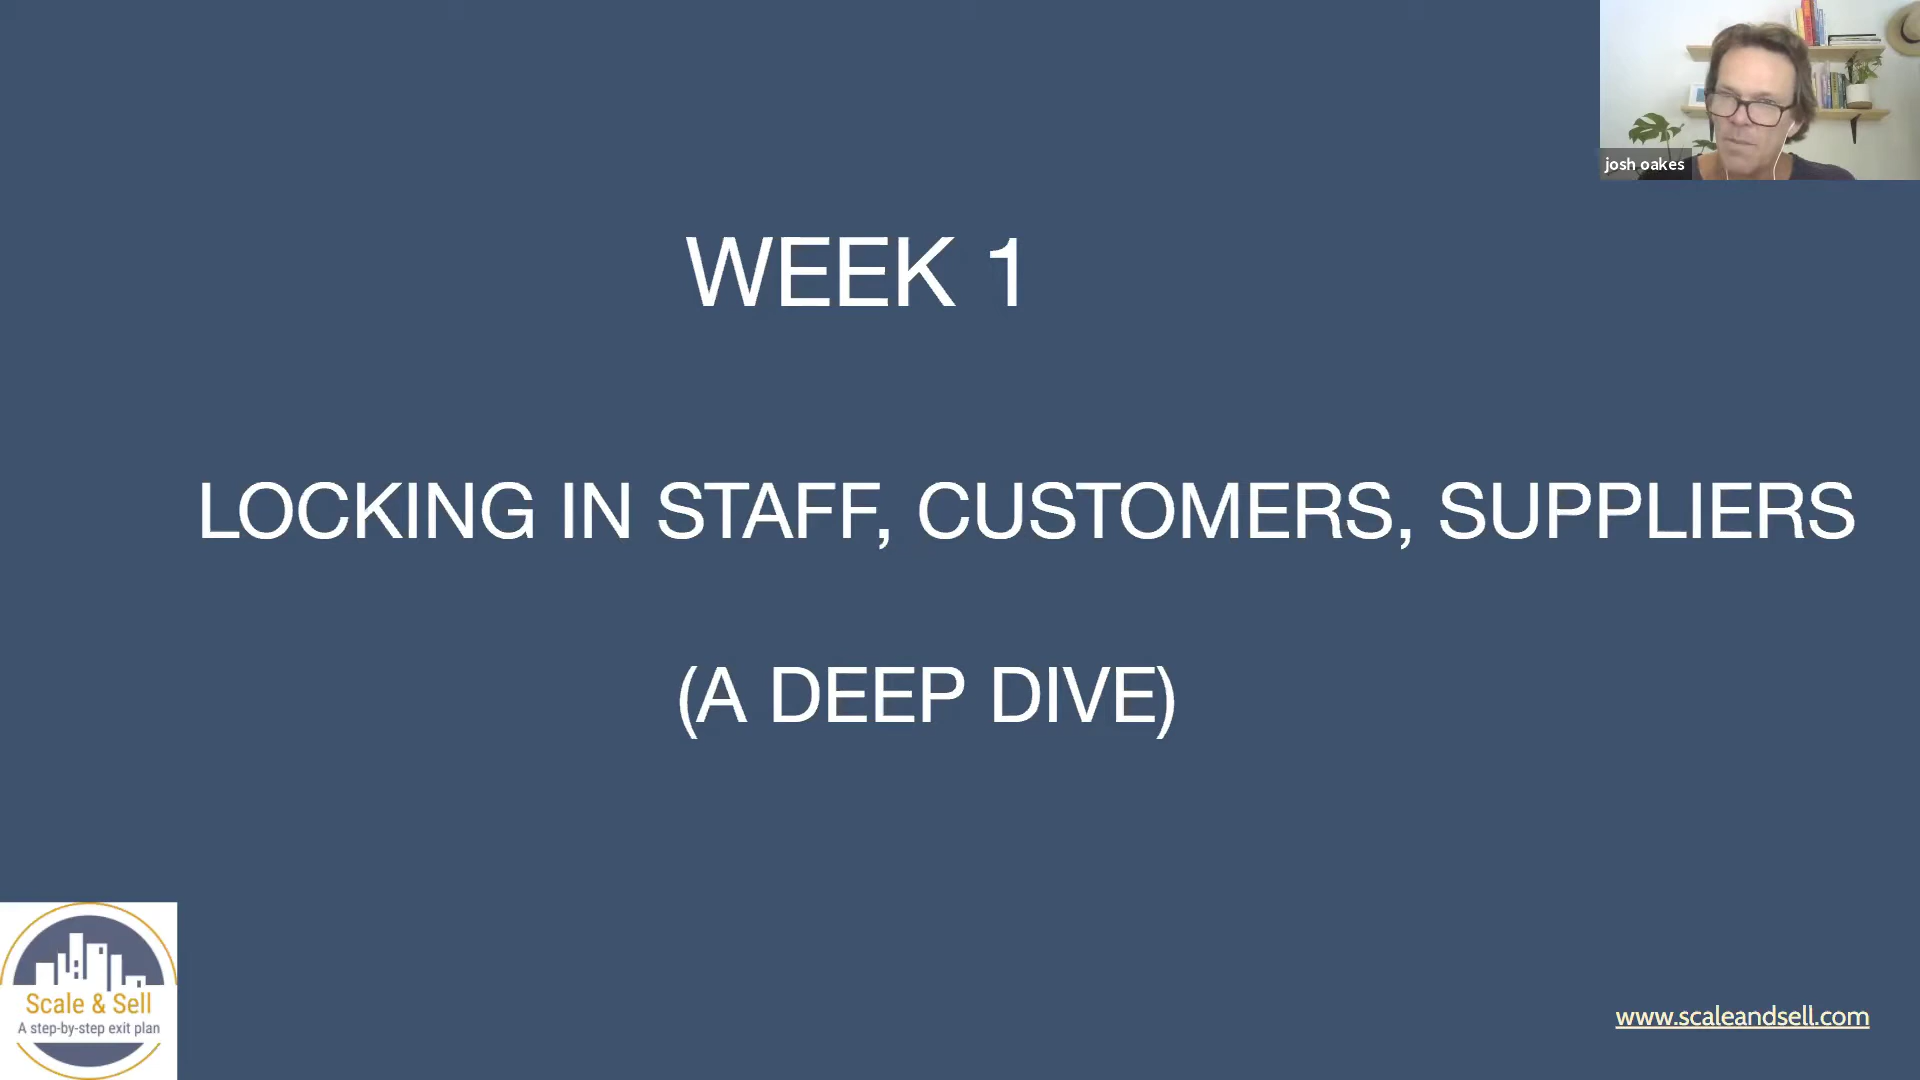 josh oakes
WEEK 1
LOCKING IN STAFF, CUSTOMERS, SUPPLIERS
(A DEEP DIVE)
Scale & Sell
A step-by-step exit plan
www.scaleandsell.com